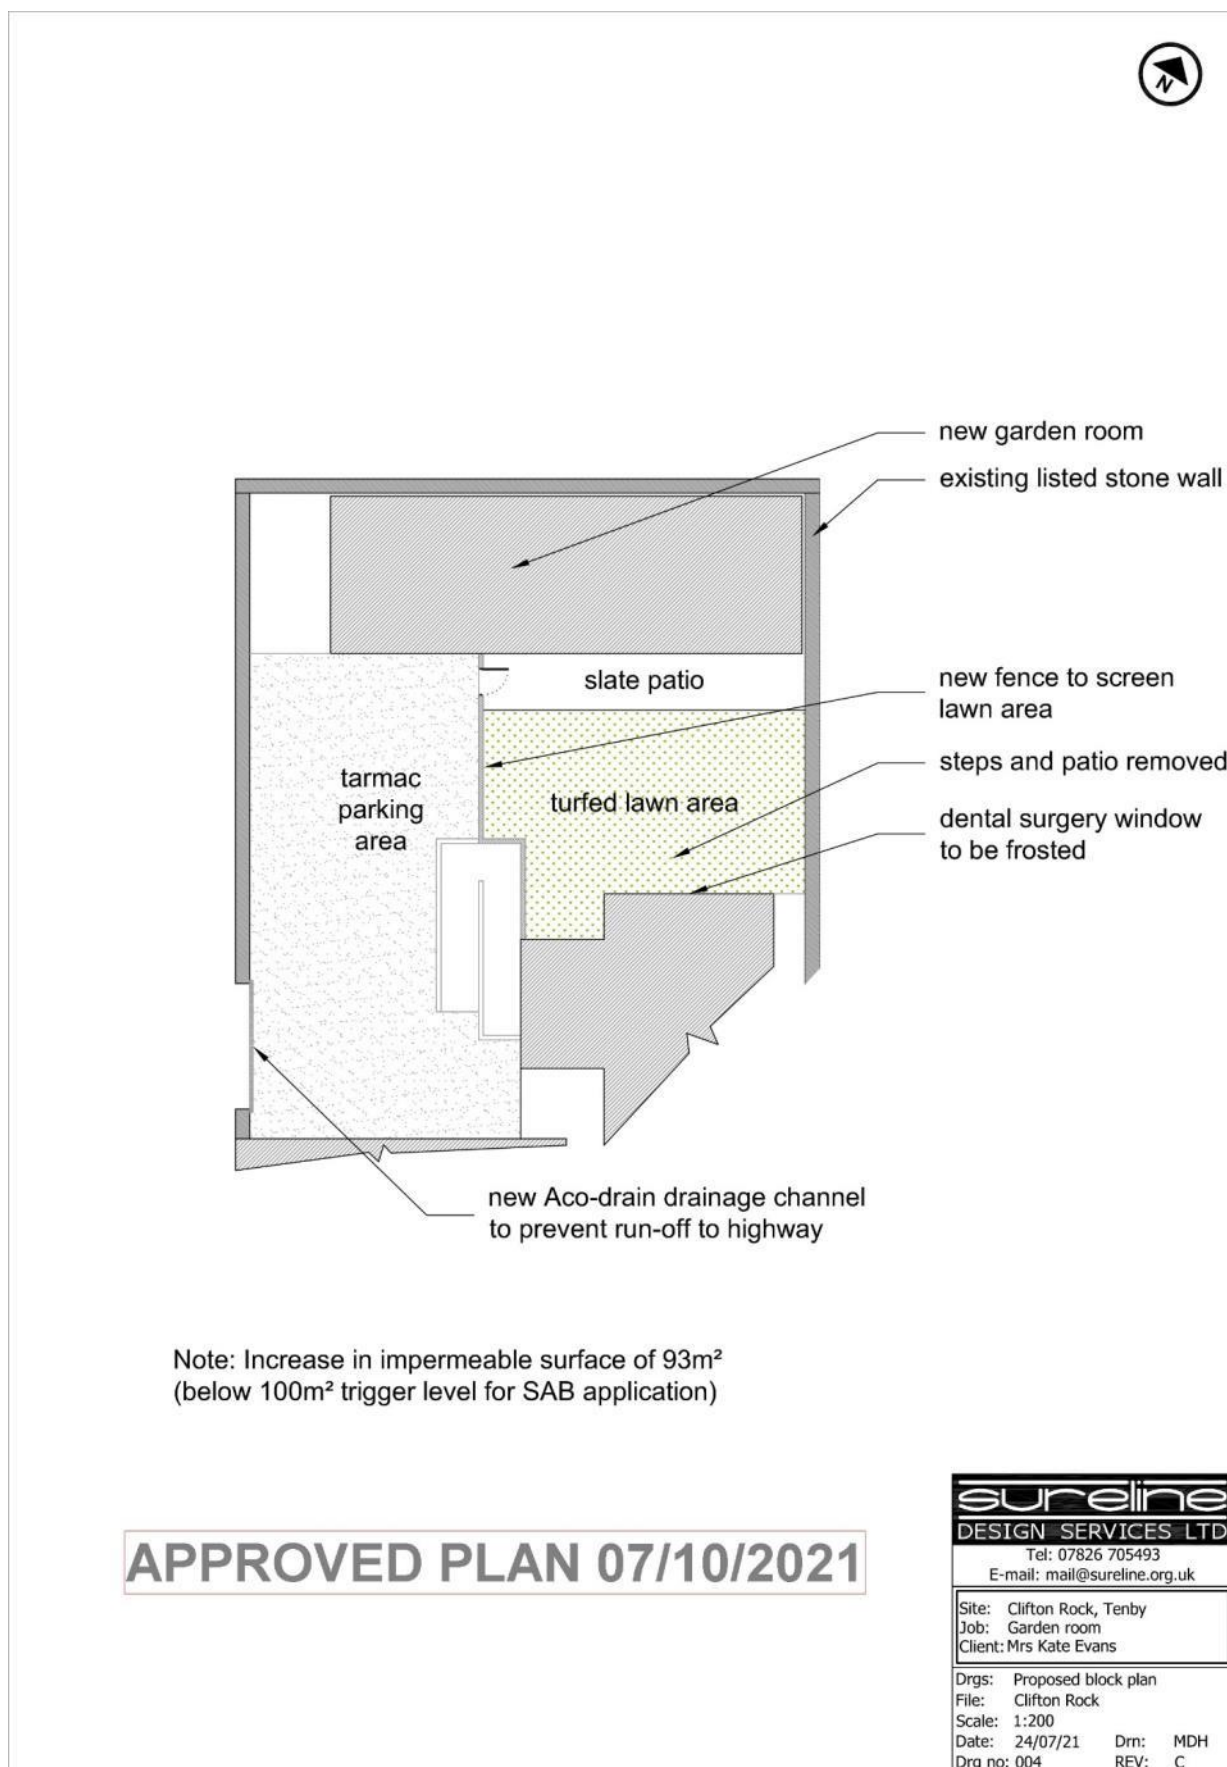 N
new garden room
existing listed stone wall
slate patio
new fence to screen
lawn area
steps and patio removed
tarmac
parking
area
turfed lawn area
dental surgery window
to be frosted
new Aco-drain drainage channel
to prevent run-off to highway
Note: Increase in impermeable surface of 93m²
(below 100m² trigger level for SAB application)
APPROVED PLAN 07/10/2021
sureline
DESIGN SERVICES LTD
Tel: 07826 705493
E-mail: mail@sureline.org.uk
Site: Clifton Rock, Tenby
Job: Garden room
Client: Mrs Kate Evans
Drgs: Proposed block plan
File: Clifton Rock
Scale: 1:200
Date: 24/07/21 Drn: MDH
Drg no: 004 REV: C